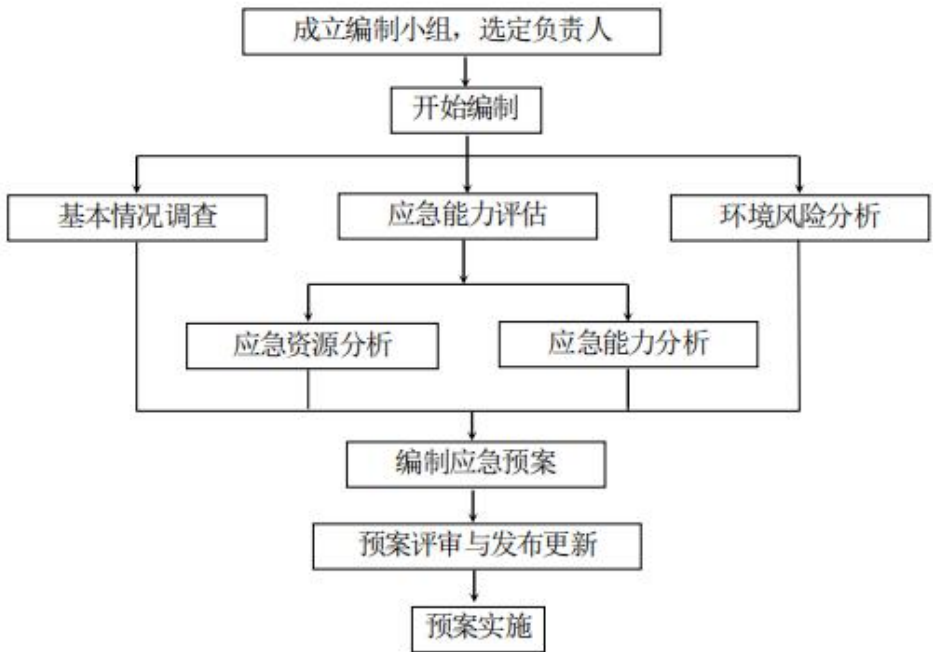 成立编制小组，选定负责人
开始编制
基本情况调查
应急能力评估
环境风险分析
应急资源分析
应急能力分析
编制应急预案
预案评审与发布更新
预案实施